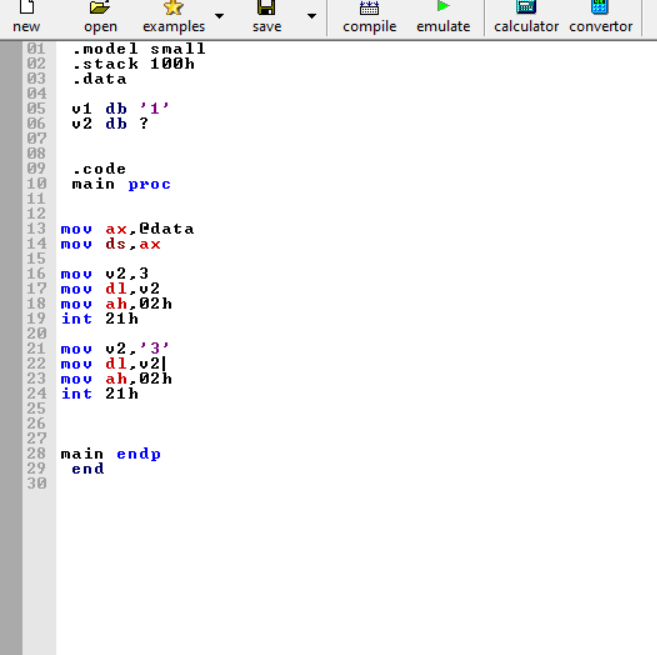 new open examples save compile emulate calculator convertor
01 .model small
02 .stack 100h
03 .data
04
05 v1 db '1'
06 v2 db ?
07
08
09 .code
10 main proc
11
12
13 mov ax,@data
14 mov ds,ax
15
16 mov v2,3
17 mov dl,v2
18 mov ah,02h
19 int 21h
20
21 mov v2,'3'
22 mov dl,v2
23 mov ah,02h
24 int 21h
25
26
27
28 main endp
29 end
30